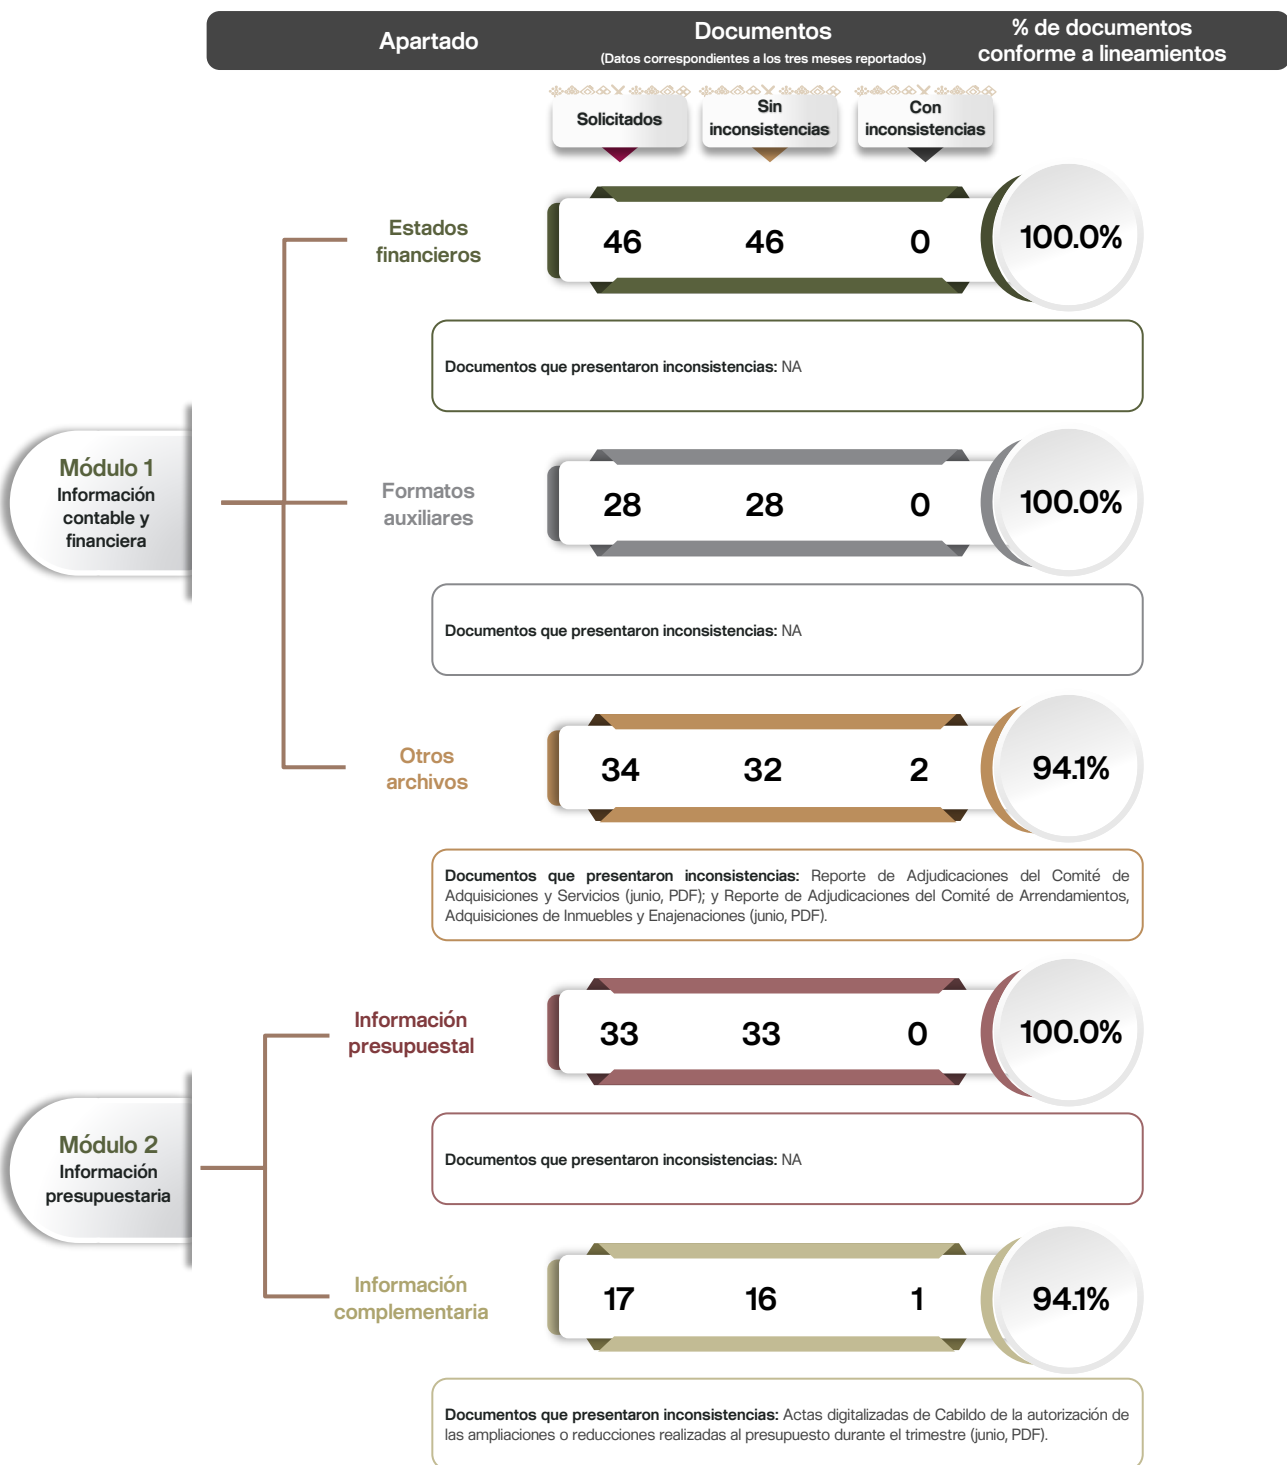 Apartado
Documentos
(Datos correspondientes a los tres meses reportados)
% de documentos
conforme a lineamientos
Solicitados
Sin
inconsistencias
Con
inconsistencias
Módulo 1
Información
contable y
financiera
Estados
financieros
46 46 0 100.0%
Documentos que presentaron inconsistencias: NA
Formatos
auxiliares
28 28 0 100.0%
Documentos que presentaron inconsistencias: NA
Otros
archivos
34 32 2 94.1%
Documentos que presentaron inconsistencias: Reporte de Adjudicaciones del Comité de
Adquisiciones y Servicios (junio, PDF); y Reporte de Adjudicaciones del Comité de Arrendamientos,
Adquisiciones de Inmuebles y Enajenaciones (junio, PDF).
Módulo 2
Información
presupuestaria
Información
presupuestal
33 33 0 100.0%
Documentos que presentaron inconsistencias: NA
Información
complementaria
17 16 1 94.1%
Documentos que presentaron inconsistencias: Actas digitalizadas de Cabildo de la autorización de
las ampliaciones o reducciones realizadas al presupuesto durante el trimestre (junio, PDF).